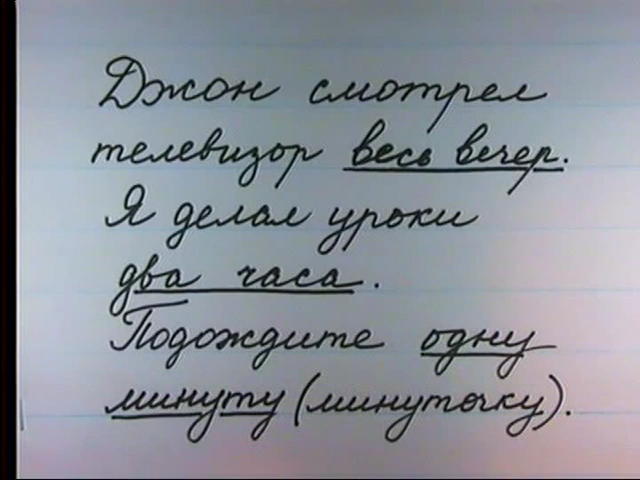 Джон смотрел
телевизор весь вечер.
Я делал уроки
два часа.
Подождите одну
минуту (минуточку).